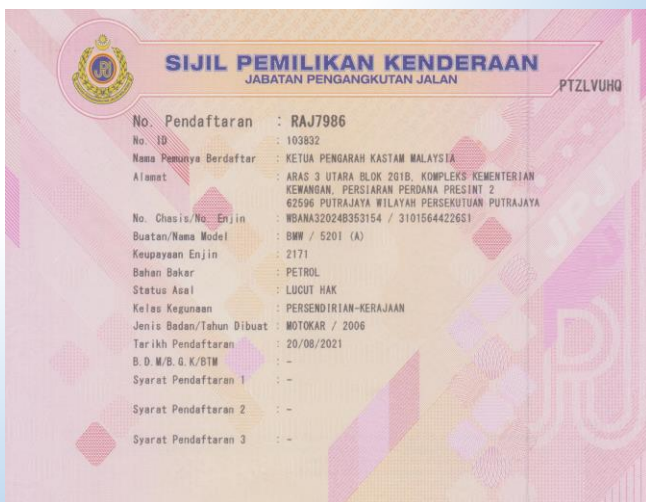 SIJIL PEMILIKAN KENDERAAN
JABATAN PENGANGKUTAN JALAN
PTZLVUHQ
No. Pendaftaran : RAJ7986
No. ID : 103832
Nama Pemunya Berdaftar : KETUA PENGARAH KASTAM MALAYSIA
Alamat : ARAS 3 UTARA BLOK 2G1B, KOMPLEKS KEMENTERIAN
KEWANGAN, PERSIARAN PERDANA PRESINT 2
62596 PUTRAJAYA WILAYAH PERSEKUTUAN PUTRAJAYA
No. Chasis/No. Enjin : WBANA32024B353154 / 31015644226S1
Buatan/Nama Model : BMW / 520i (A)
Keupayaan Enjin : 2171
Bahan Bakar : PETROL
Status Asal : LUCUT HAK
Kelas Kegunaan : PERSENDIRIAN-KERAJAAN
Jenis Badan/Tahun Dibuat : MOTOKAR / 2006
Tarikh Pendaftaran : 20/08/2021
B.D.M/B.G.K/BTM : -
Syarat Pendaftaran 1 : -
Syarat Pendaftaran 2 : -
Syarat Pendaftaran 3 : -
JPJ